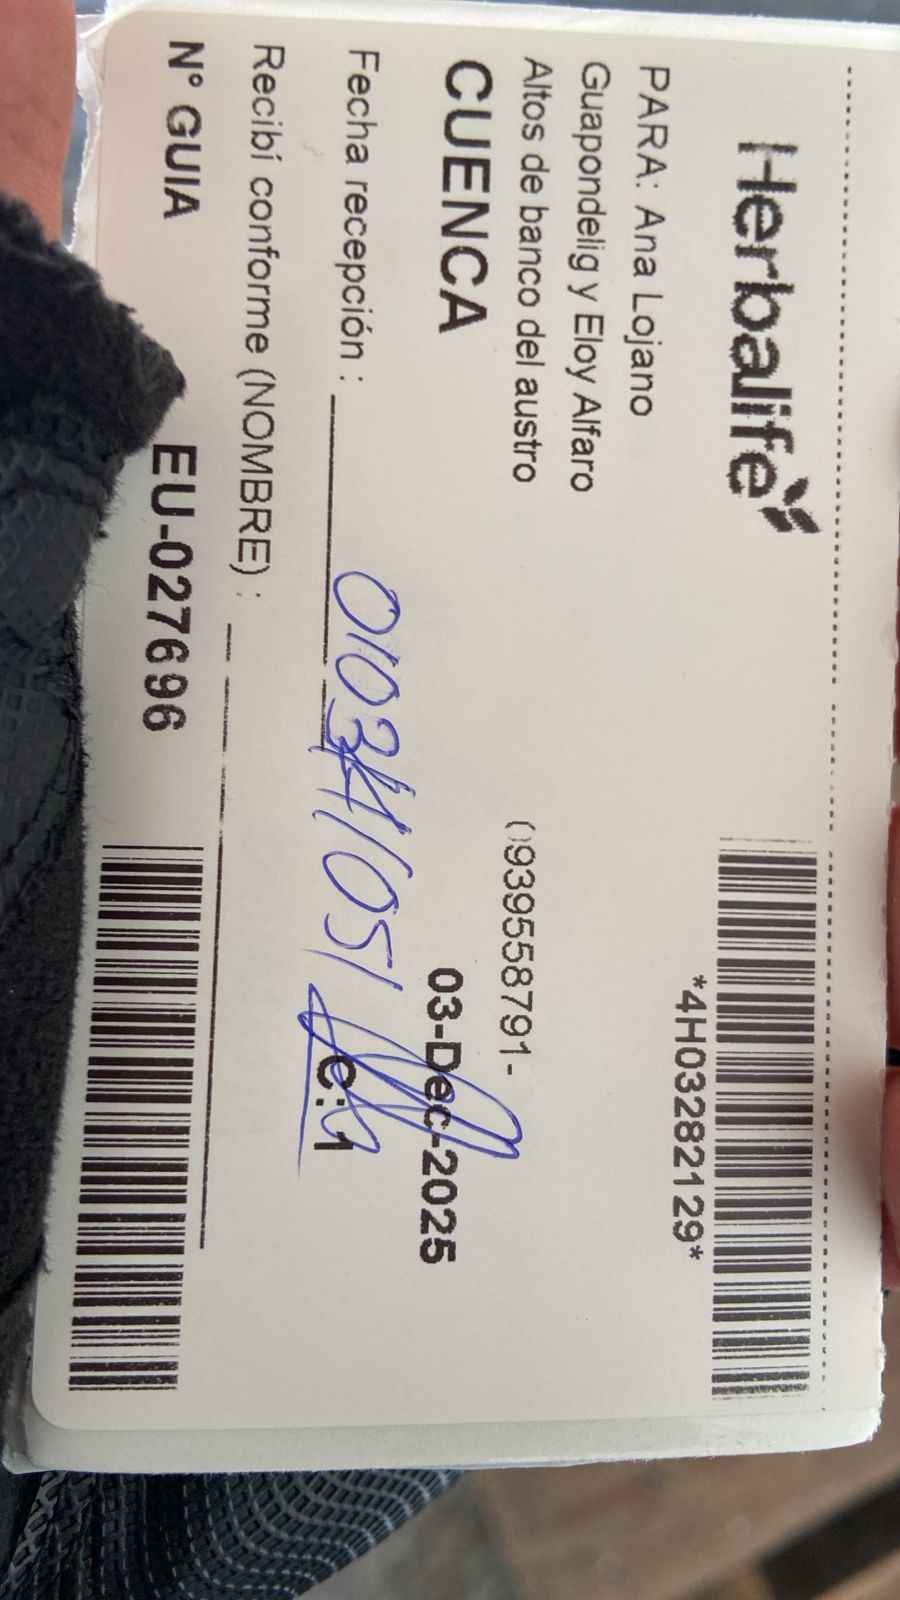 Herbalife
*4H03282129*
PARA: Ana Lojano
Guapondelig y Eloy Alfaro
Altos de banco del austro
0939558791-
CUENCA
03-Dec-2025
Fecha recepción :
C:1
Recibí conforme (NOMBRE) :
N° GUIA
EU-027696